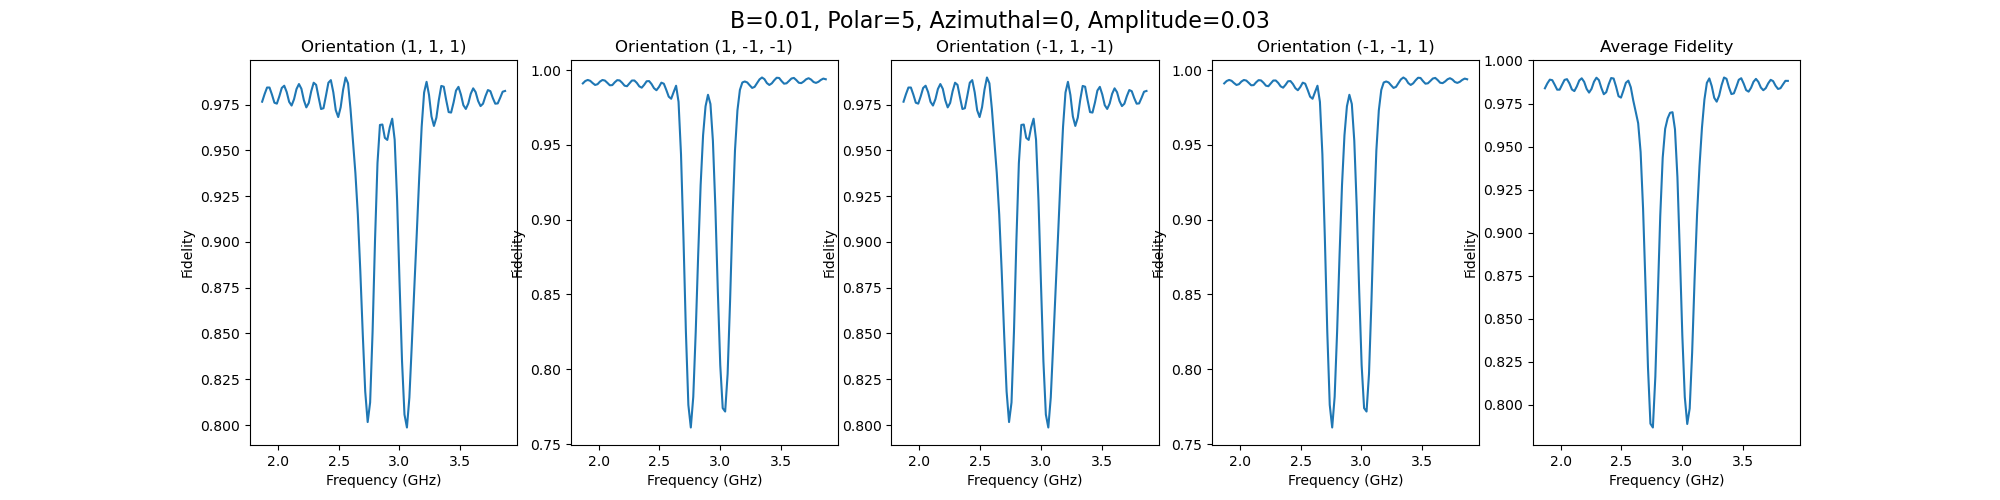 B=0.01, Polar=5, Azimuthal=0, Amplitude=0.03
Orientation (1, 1, 1)
Fidelity
0.975
0.950
0.925
0.900
0.875
0.850
0.825
0.800
2.0 2.5 3.0 3.5
Frequency (GHz)
Orientation (1, -1, -1)
Fidelity
1.00
0.95
0.90
0.85
0.80
0.75
2.0 2.5 3.0 3.5
Frequency (GHz)
Orientation (-1, 1, -1)
Fidelity
0.975
0.950
0.925
0.900
0.875
0.850
0.825
0.800
2.0 2.5 3.0 3.5
Frequency (GHz)
Orientation (-1, -1, 1)
Fidelity
1.00
0.95
0.90
0.85
0.80
0.75
2.0 2.5 3.0 3.5
Frequency (GHz)
Average Fidelity
Fidelity
1.000
0.975
0.950
0.925
0.900
0.875
0.850
0.825
0.800
2.0 2.5 3.0 3.5
Frequency (GHz)